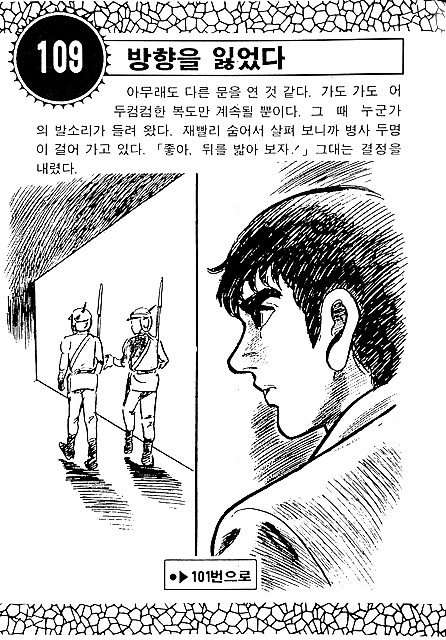 109
방향을 잃었다
아무래도 다른 문을 연 것 같다. 가도 가도 어
두컴컴한 복도만 계속될 뿐이다. 그 때 누군가
의 발소리가 들려 왔다. 재빨리 숨어서 살펴 보니까 병사 두명
이 걸어 가고 있다. 「좋아, 뒤를 밟아 보자!」 그대는 결정을
내렸다.
●▶101번으로